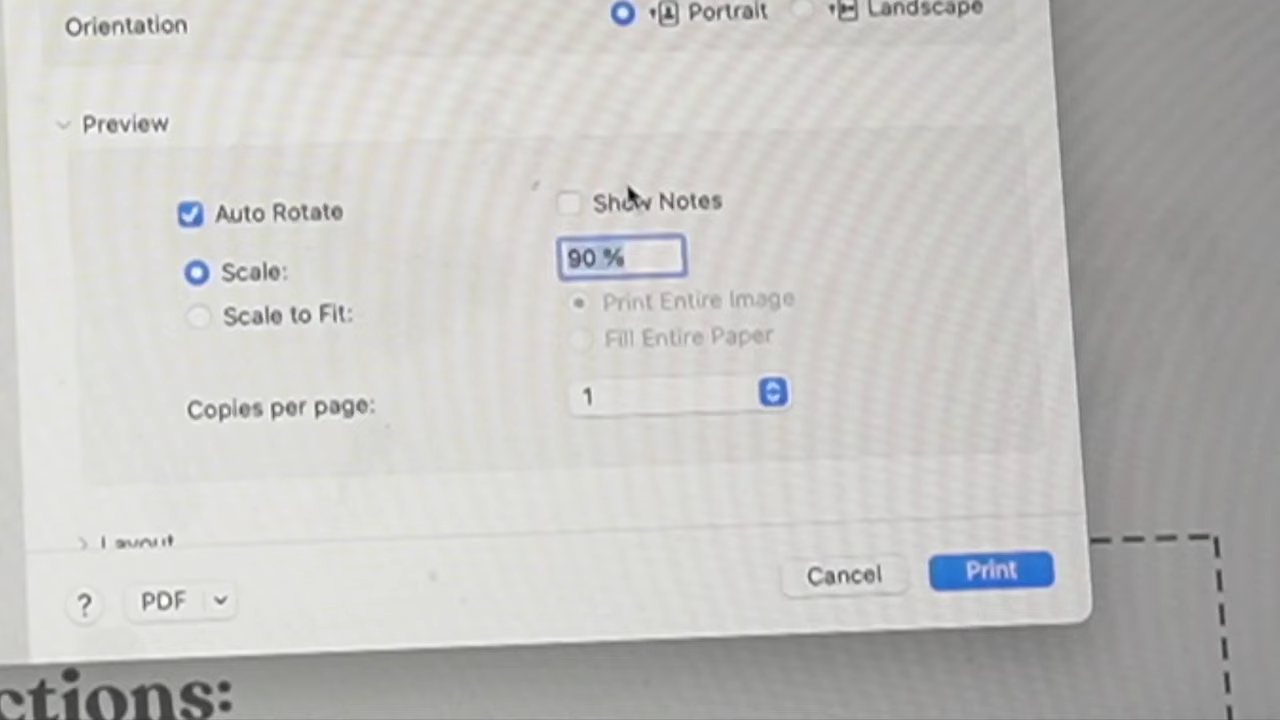 Orientation
Portrait
Landscape
Preview
Auto Rotate
Show Notes
Scale:
90 %
Scale to Fit:
Print Entire Image
Fill Entire Paper
Copies per page:
1
Layout
Cancel
Print
?
PDF
ctions: